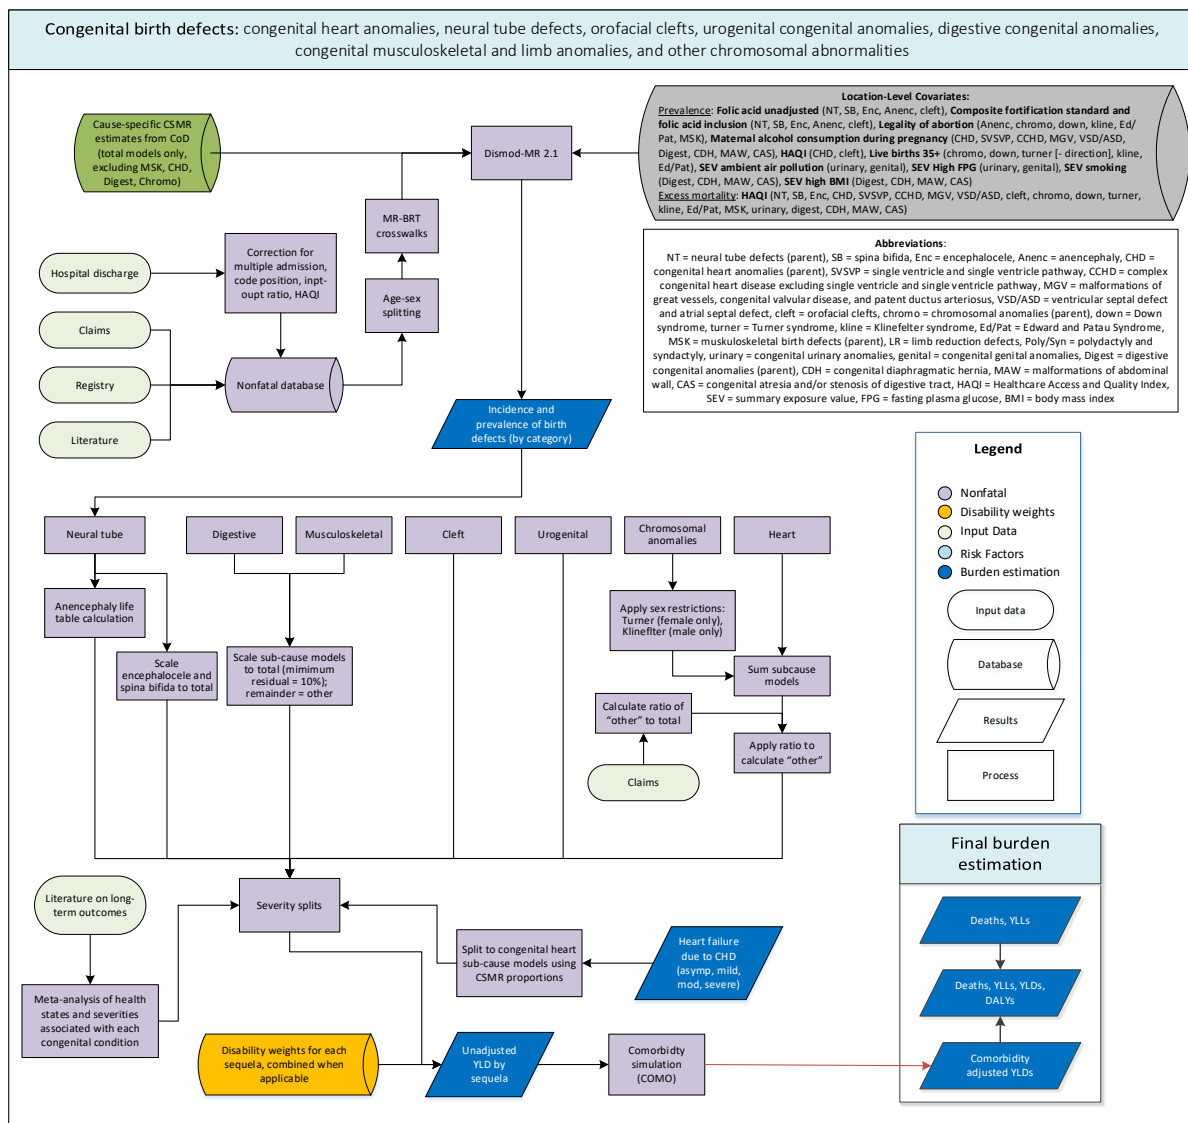 Congenital birth defects: congenital heart anomalies, neural tube defects, orofacial clefts, urogenital congenital anomalies, digestive congenital anomalies,
congenital musculoskeletal and limb anomalies, and other chromosomal abnormalities
Cause-specific CSMR
estimates from CoD
(total models only,
excluding MSK, CHD,
Digest, Chromo)
Dismod-MR 2.1
Location-Level Covariates:
Prevalence: Folic acid unadjusted (NT, SB, Enc, Anenc, cleft), Composite fortification standard and
folic acid inclusion (NT, SB, Enc, Anenc, cleft), Legality of abortion (Anenc, chromo, down, kline, Ed/
Pat, MSK), Maternal alcohol consumption during pregnancy (CHD, SVSVP, CCHD, MGV, VSD/ASD,
Digest, CDH, MAW, CAS), HAQI (CHD, cleft), Live births 35+ (chromo, down, turner [- direction], kline,
Ed/Pat), SEV ambient air pollution (urinary, genital), SEV High FPG (urinary, genital), SEV smoking
(Digest, CDH, MAW, CAS), SEV high BMI (Digest, CDH, MAW, CAS)
Excess mortality: HAQI (NT, SB, Enc, CHD, SVSVP, CCHD, MGV, VSD/ASD, cleft, chromo, down, turner,
kline, Ed/Pat, MSK, urinary, digest, CDH, MAW, CAS)
MR-BRT
crosswalks
Hospital discharge
Correction for
multiple admission,
code position, inpt-
oupt ratio, HAQI
Age-sex
splitting
Claims
Registry
Nonfatal database
Literature
Abbreviations:
NT = neural tube defects (parent), SB = spina bifida, Enc = encephalocele, Anenc = anencephaly, CHD =
congenital heart anomalies (parent), SVSVP = single ventricle and single ventricle pathway, CCHD = complex
congenital heart disease excluding single ventricle and single ventricle pathway, MGV = malformations of
great vessels, congenital valvular disease, and patent ductus arteriosus, VSD/ASD = ventricular septal defect
and atrial septal defect, cleft = orofacial clefts, chromo = chromosomal anomalies (parent), down = Down
syndrome, turner = Turner syndrome, kline = Klinefelter syndrome, Ed/Pat = Edward and Patau Syndrome,
MSK = muskuloskeletal birth defects (parent), LR = limb reduction defects, Poly/Syn = polydactyly and
syndactyly, urinary = congenital urinary anomalies, genital = congenital genital anomalies, Digest = digestive
congenital anomalies (parent), CDH = congenital diaphragmatic hernia, MAW = malformations of abdominal
wall, CAS = congenital atresia and/or stenosis of digestive tract, HAQI = Healthcare Access and Quality Index,
SEV = summary exposure value, FPG = fasting plasma glucose, BMI = body mass index
Incidence and
prevalence of birth
defects (by category)
Legend
Nonfatal
Disability weights
Input Data
Risk Factors
Burden estimation
Input data
Database
Results
Process
Neural tube
Digestive
Musculoskeletal
Cleft
Urogenital
Chromosomal
anomalies
Heart
Anencephaly life
table calculation
Scale
encephalocele and
spina bifida to total
Scale sub-cause models
to total (minimum
residual = 10%);
remainder = other
Apply sex restrictions:
Turner (female only),
Klineflter (male only)
Sum subcause
models
Calculate ratio of
“other” to total
Apply ratio to
calculate “other”
Claims
Literature on long-
term outcomes
Severity splits
Split to congenital heart
sub-cause models using
CSMR proportions
Heart failure
due to CHD
(asymp, mild,
mod, severe)
Meta-analysis of health
states and severities
associated with each
congenital condition
Disability weights for each
sequela, combined when
applicable
Unadjusted
YLD by
sequela
Comorbidty
simulation
(COMO)
Final burden
estimation
Deaths, YLLs
Deaths, YLLs, YLDs,
DALYs
Comorbidity
adjusted YLDs